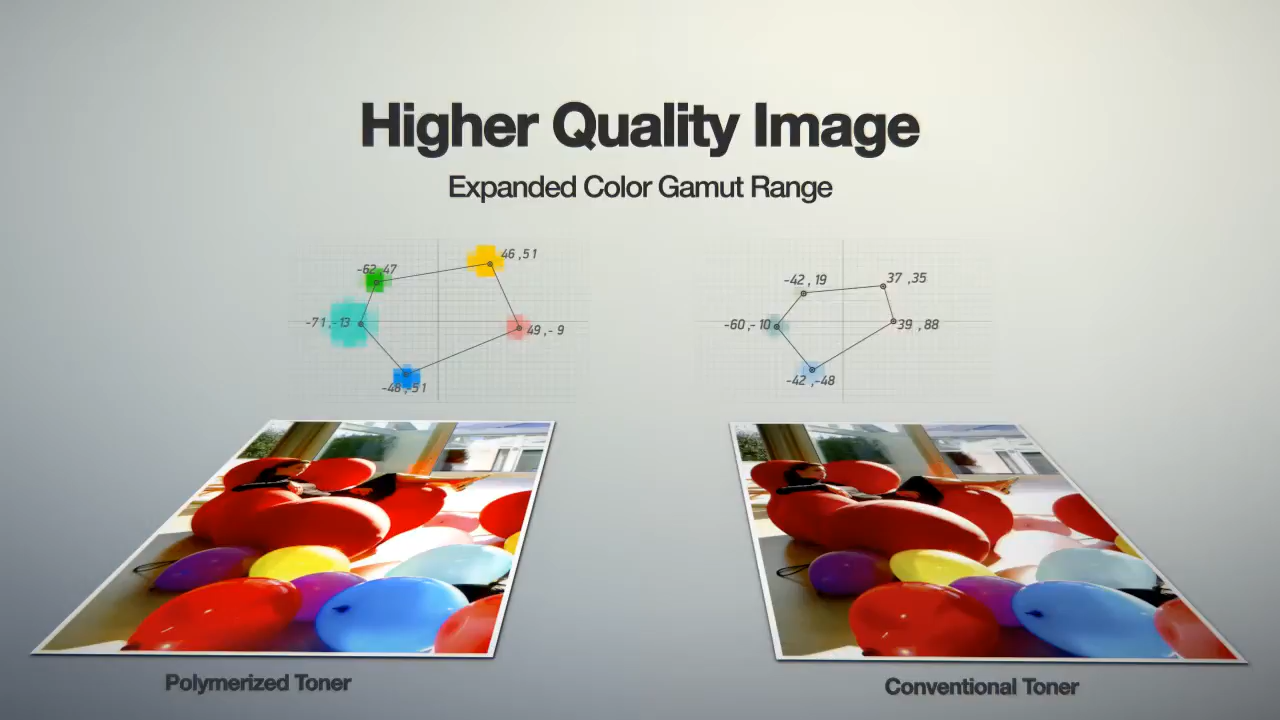 Higher Quality Image
Expanded Color Gamut Range
46 ,51
-62,47
-71,-13
49 ,- 9
-48,-51
-42 , 19
37 ,35
-60,- 10
39 ,88
-42 ,-48
Polymerized Toner
Conventional Toner